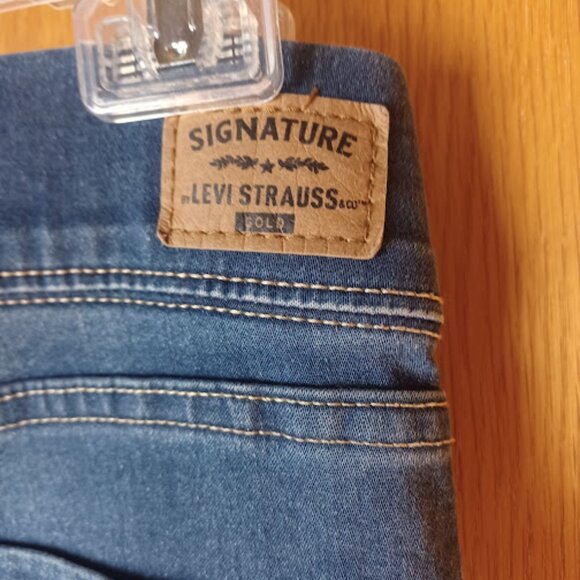 SIGNATURE
BY LEVI STRAUSS & CO™
GOLD